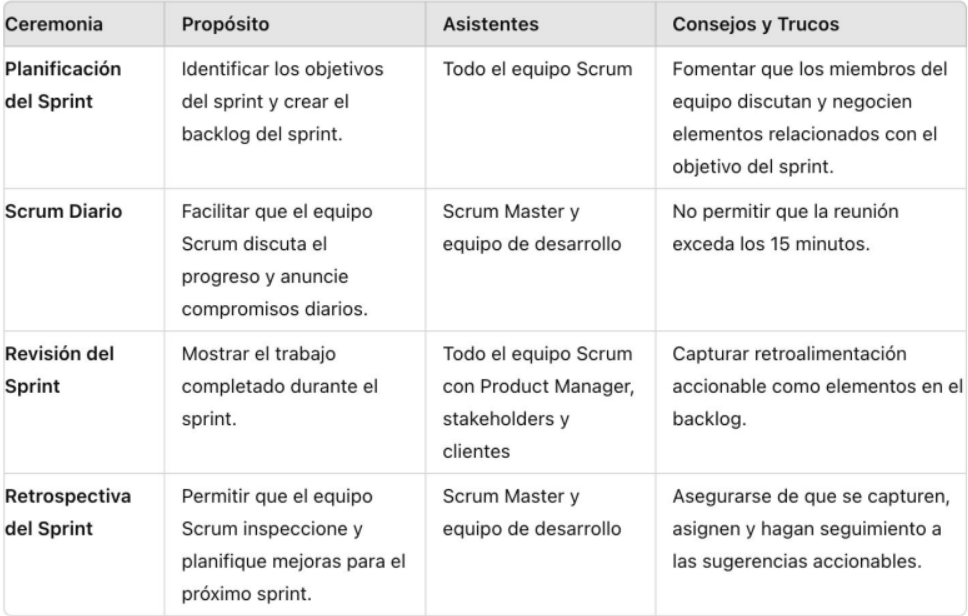 Ceremonia Propósito Asistentes Consejos y Trucos
Planificación
del Sprint
Identificar los objetivos
del sprint y crear el
backlog del sprint.
Todo el equipo Scrum
Fomentar que los miembros del
equipo discutan y negocien
elementos relacionados con el
objetivo del sprint.
Scrum Diario
Facilitar que el equipo
Scrum discuta el
progreso y anuncie
compromisos diarios.
Scrum Master y
equipo de desarrollo
No permitir que la reunión
exceda los 15 minutos.
Revisión del
Sprint
Mostrar el trabajo
completado durante el
sprint.
Todo el equipo Scrum
con Product Manager,
stakeholders y
clientes
Capturar retroalimentación
accionable como elementos en el
backlog.
Retrospectiva
del Sprint
Permitir que el equipo
Scrum inspeccione y
planifique mejoras para el
próximo sprint.
Scrum Master y
equipo de desarrollo
Asegurarse de que se capturen,
asignen y hagan seguimiento a
las sugerencias accionables.